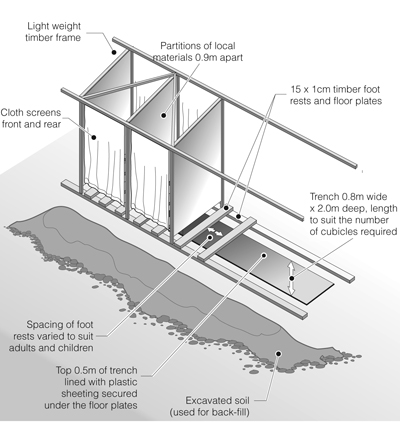 Light weight
timber frame
Partitions of local
materials 0.9m apart
15 x 1cm timber foot
rests and floor plates
Cloth screens
front and rear
Trench 0.8m wide
x 2.0m deep, length
to suit the number
of cubicles required
Spacing of foot
rests varied to suit
adults and children
Top 0.5m of trench
lined with plastic
sheeting secured
under the floor plates
Excavated soil
(used for back-fill)